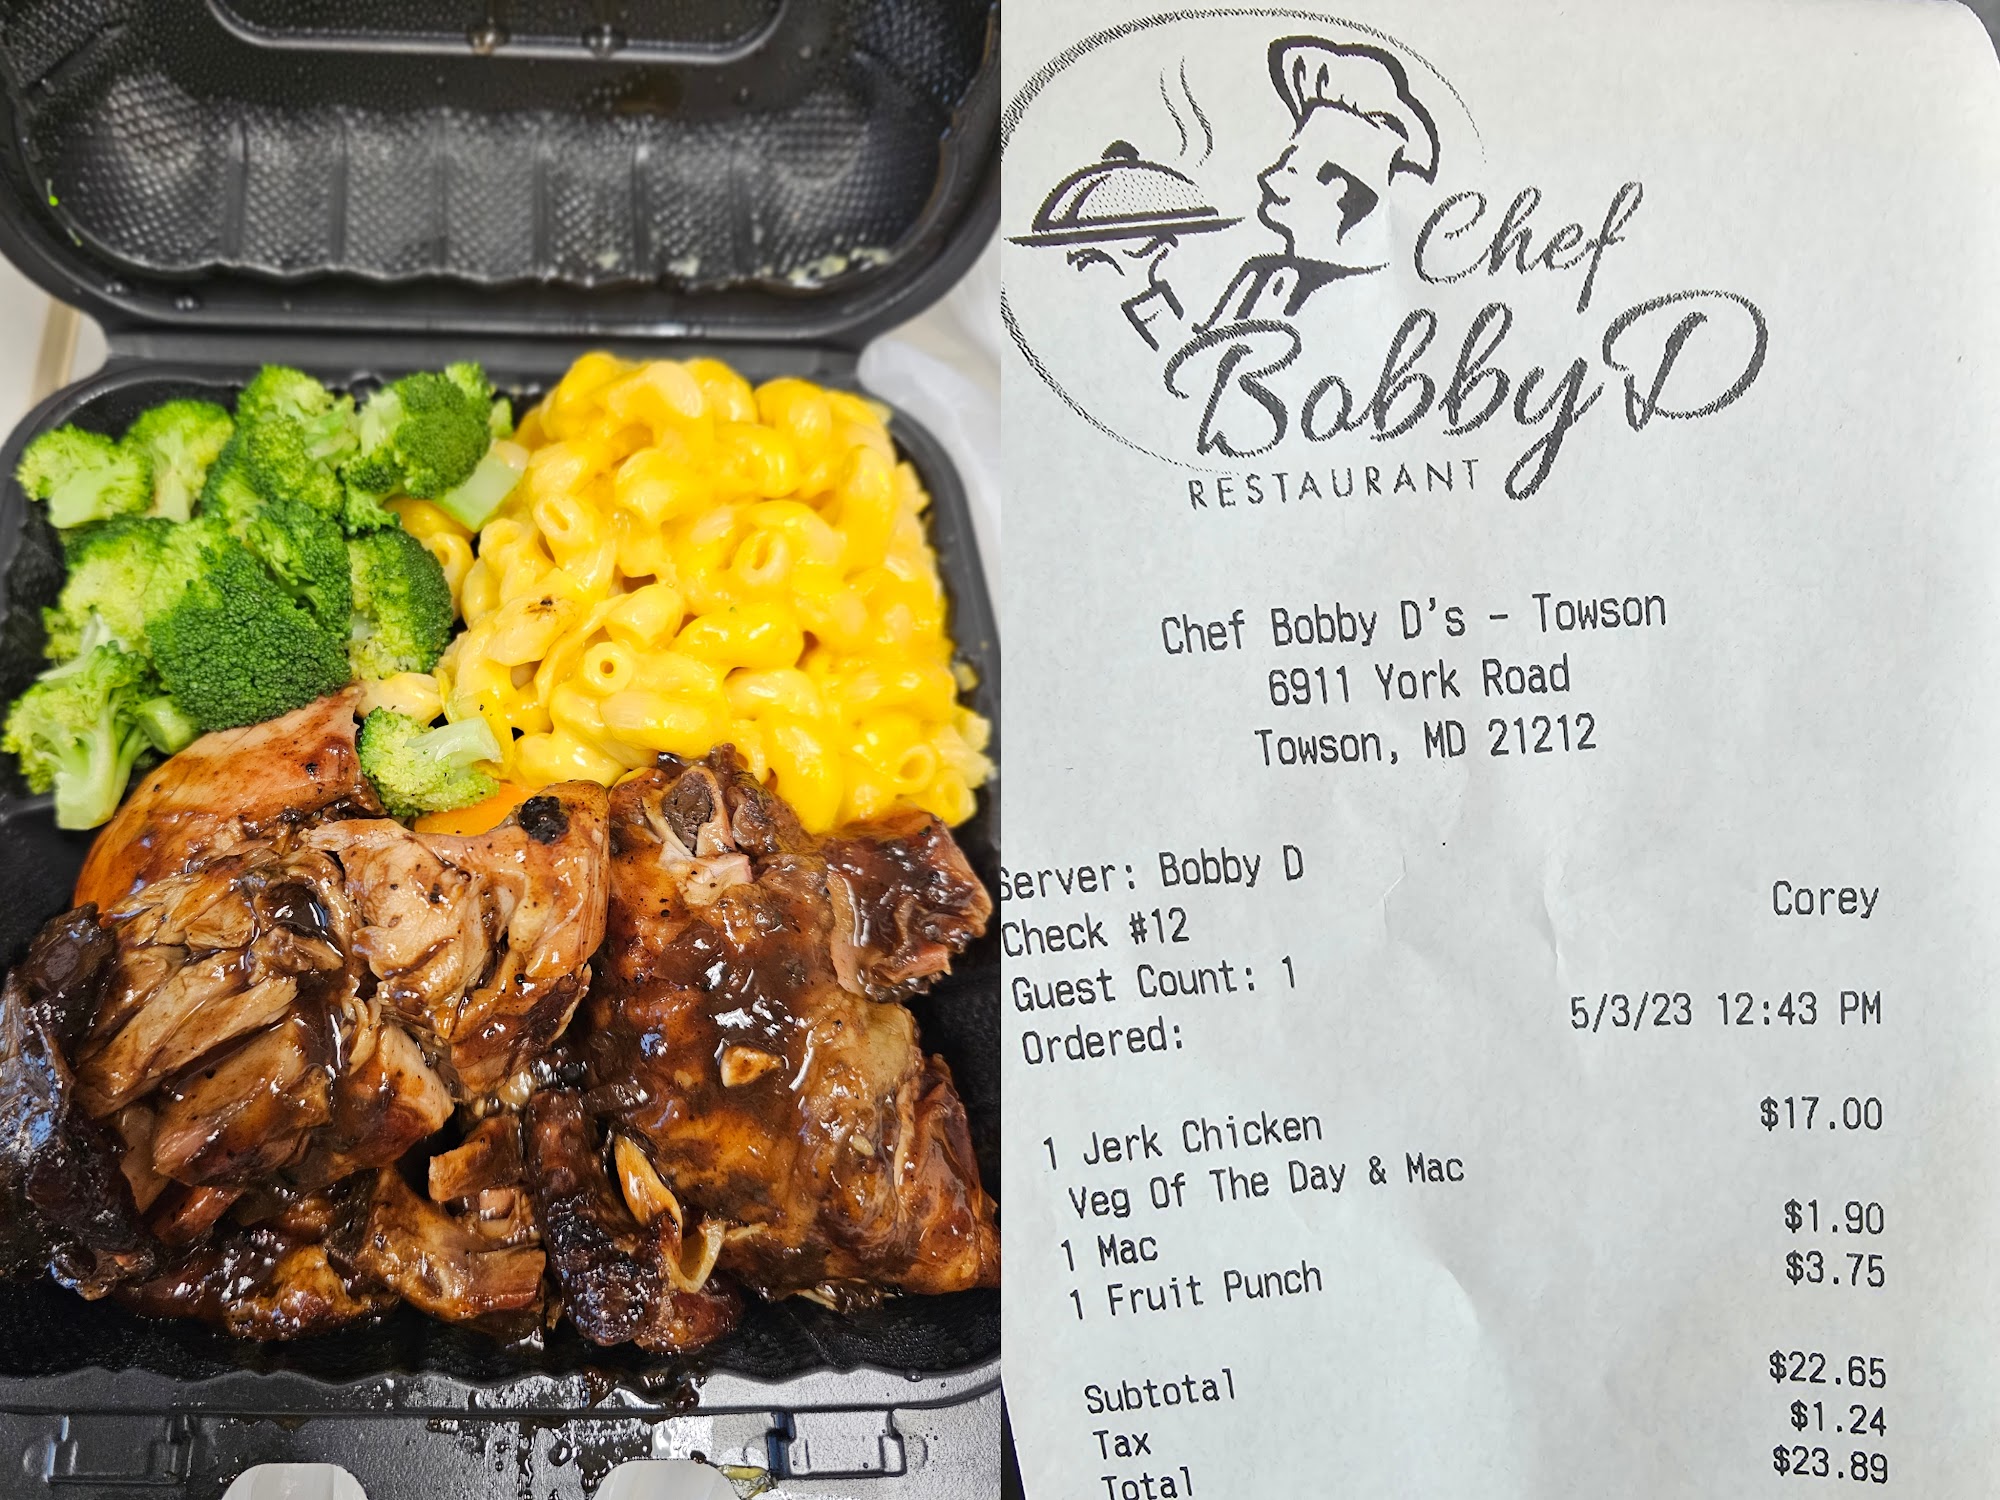 Chef
Bobby D
RESTAURANT
Chef Bobby D's - Towson
6911 York Road
Towson, MD 21212
Server: Bobby D
Corey
Check #12
Guest Count: 1
Ordered: 5/3/23 12:43 PM
1 Jerk Chicken $17.00
Veg Of The Day & Mac
1 Mac $1.90
1 Fruit Punch $3.75
Subtotal $22.65
Tax $1.24
Total $23.89